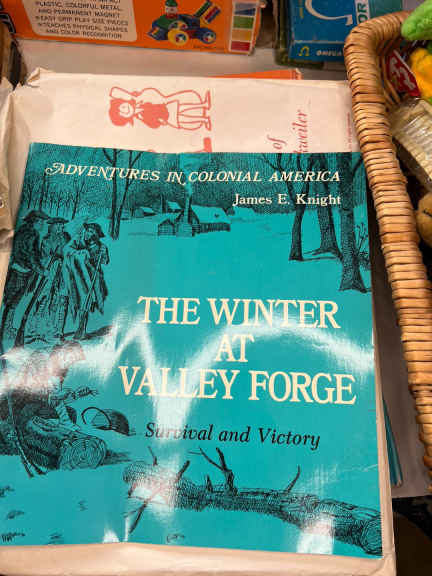 PLASTIC, COLORFUL METAL,
AND PERMANENT MAGNET
EASY GRIP PLAY SIZE PIECES
TEACHES PHYSICAL SHAPES
AND COLOR RECOGNITION
of
ADVENTURES IN COLONIAL AMERICA
James E. Knight
THE WINTER
AT
VALLEY FORGE
Survival and Victory